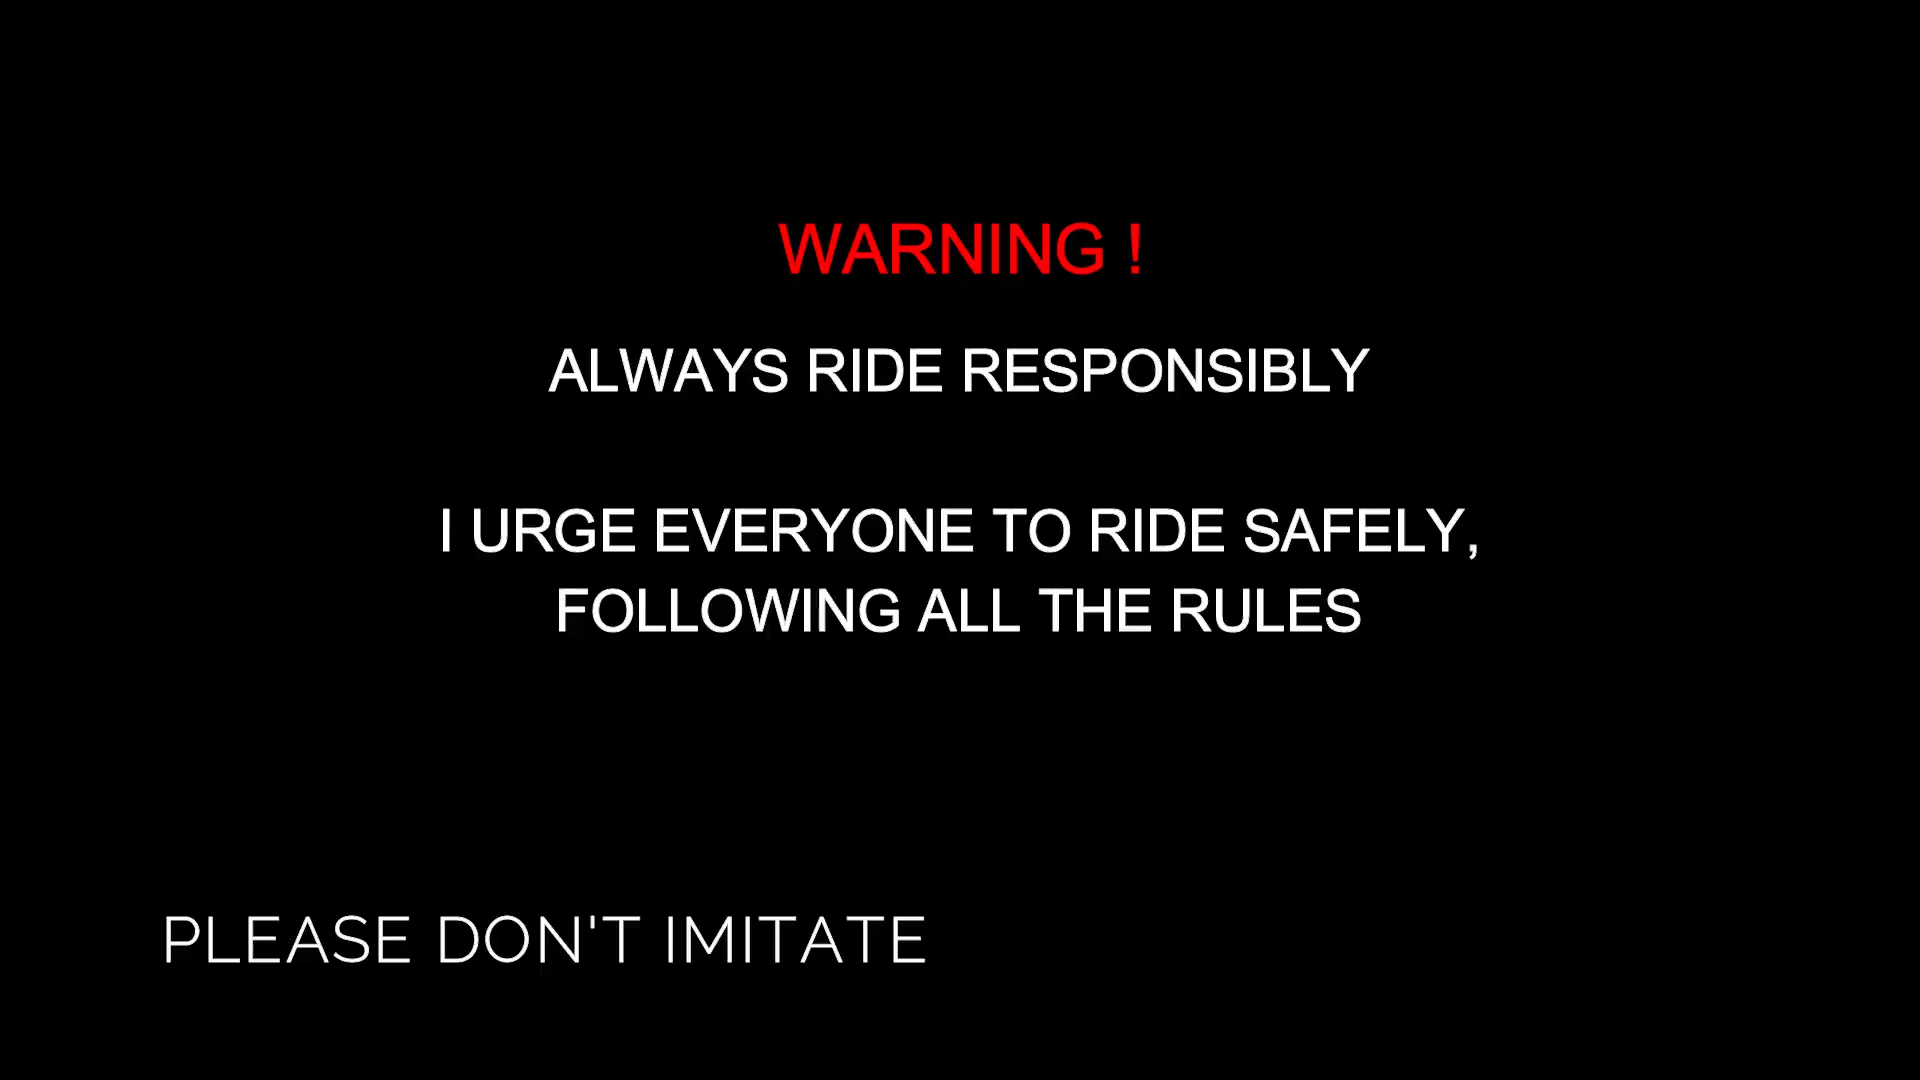 WARNING !
ALWAYS RIDE RESPONSIBLY
I URGE EVERYONE TO RIDE SAFELY,
FOLLOWING ALL THE RULES
PLEASE DON'T IMITATE